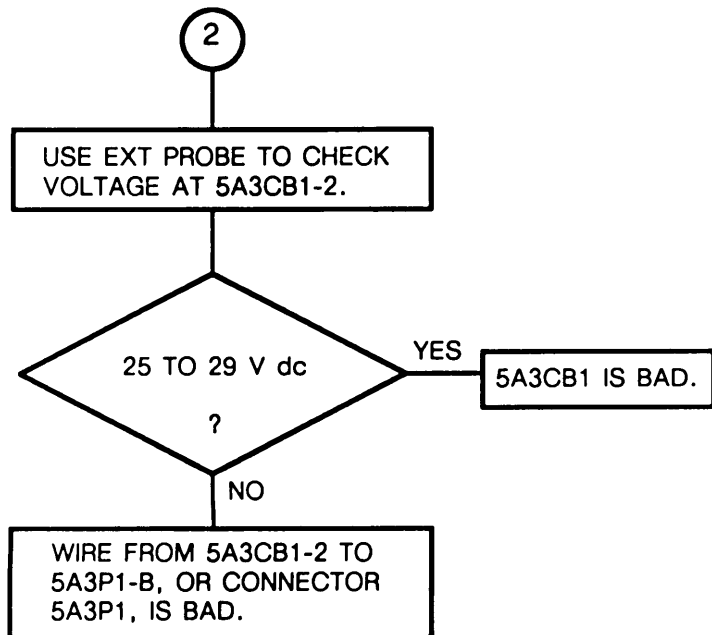 2
USE EXT PROBE TO CHECK
VOLTAGE AT 5A3CB1-2.
25 TO 29 V dc
?
YES
5A3CB1 IS BAD.
NO
WIRE FROM 5A3CB1-2 TO
5A3P1-B, OR CONNECTOR
5A3P1, IS BAD.